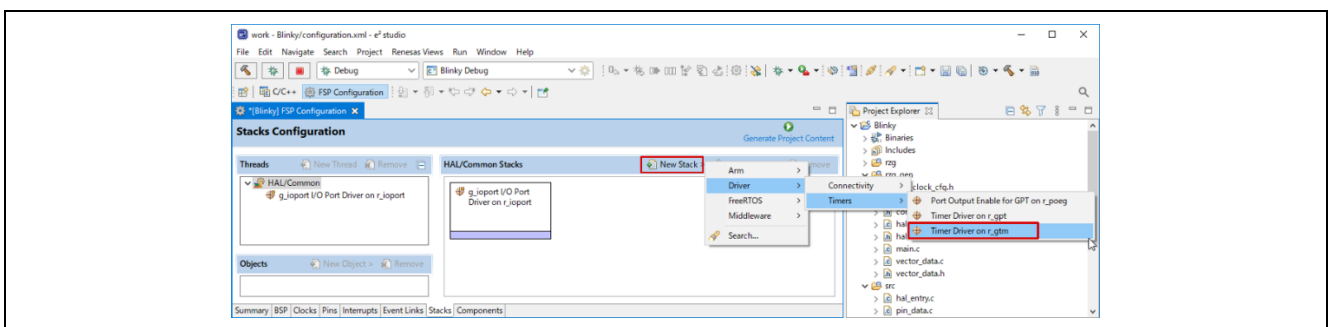 work - Blinky/configuration.xml - e² studio
File Edit Navigate Search Project Renesas Views Run Window Help
Debug Blinky Debug
C/C++ FSP Configuration
*[Blinky] FSP Configuration
Stacks Configuration
Generate Project Content
Threads New Thread Remove
HAL/Common
g_ioport I/O Port Driver on r_ioport
Objects New Object > Remove
HAL/Common Stacks New Stack >
g_ioport I/O Port
Driver on r_ioport
Arm >
Driver >
FreeRTOS >
Middleware >
Search...
Connectivity >
Timers >
Port Output Enable for GPT on r_poeg
Timer Driver on r_gpt
Timer Driver on r_gtm
Summary BSP Clocks Pins Interrupts Event Links Stacks Components
Project Explorer
Blinky
Binaries
Includes
rzg
clock_cfg.h
main.c
vector_data.c
vector_data.h
src
hal_entry.c
pin_data.c